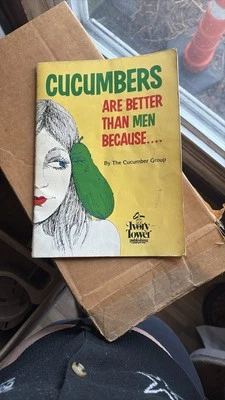 CUCUMBERS
ARE BETTER
THAN MEN
BECAUSE....
By The Cucumber Group
Ivory
Tower